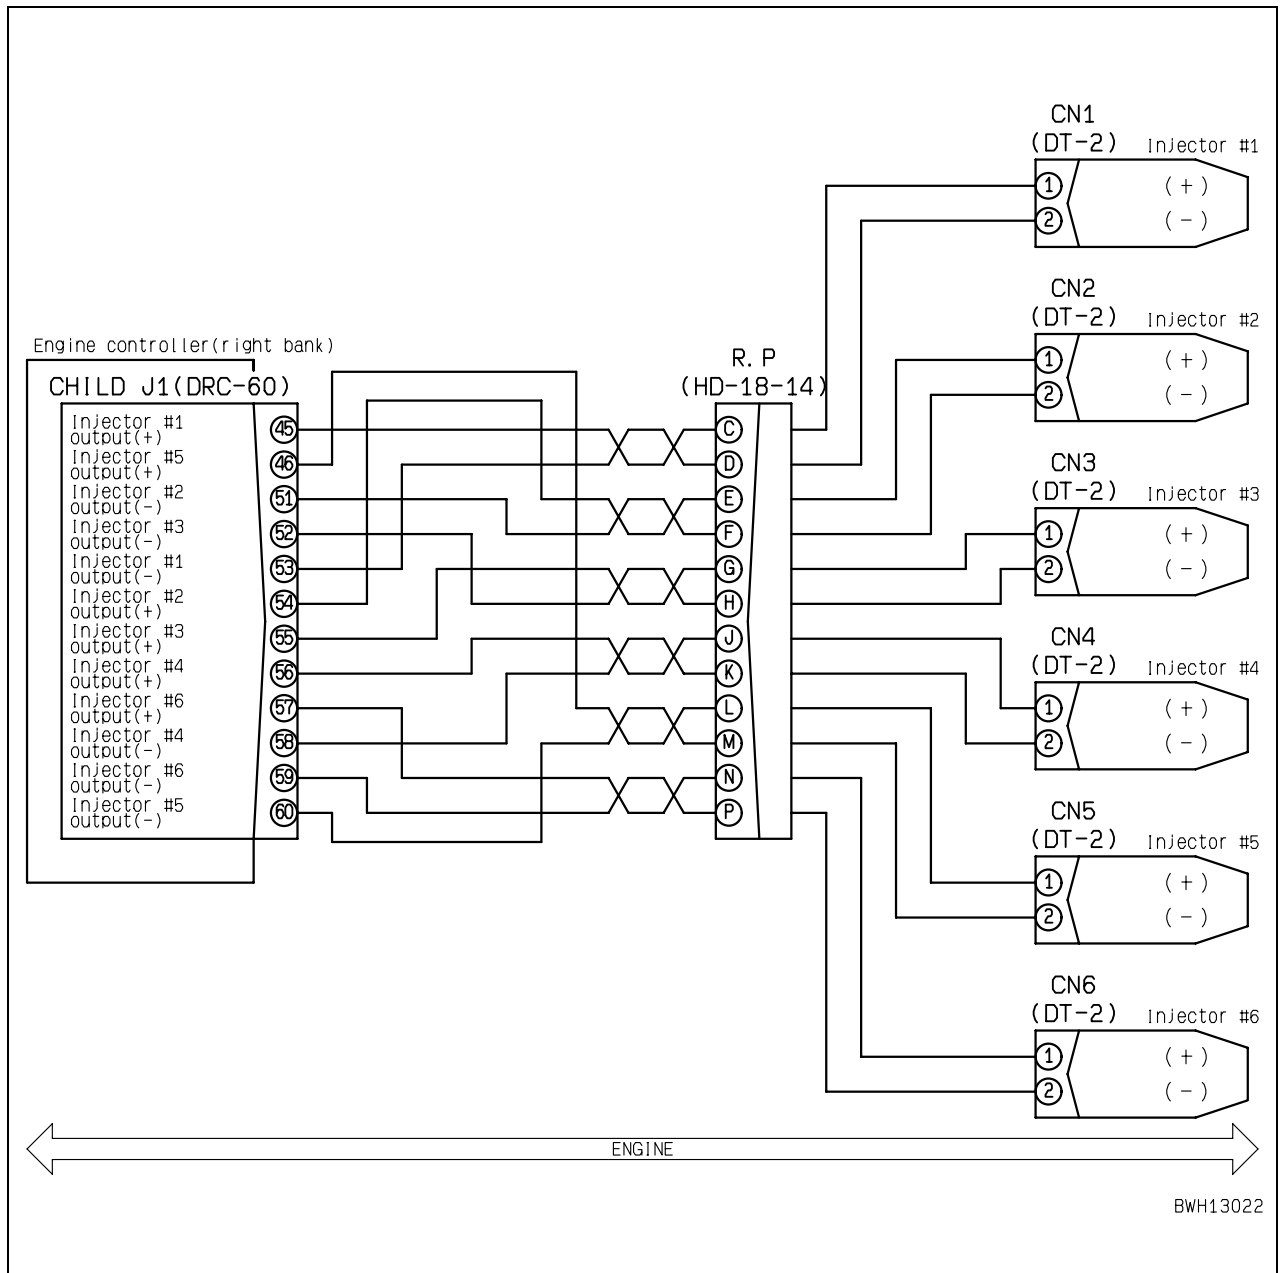 CN1
(DT-2) Injector #1
1 (+)
2 (-)
CN2
(DT-2) Injector #2
1 (+)
2 (-)
CN3
(DT-2) Injector #3
1 (+)
2 (-)
CN4
(DT-2) Injector #4
1 (+)
2 (-)
CN5
(DT-2) Injector #5
1 (+)
2 (-)
CN6
(DT-2) Injector #6
1 (+)
2 (-)
Engine controller(right bank)
CHILD J1(DRC-60)
Injector #1
output(+)
45
Injector #5
output(+)
46
Injector #2
output(-)
51
Injector #3
output(-)
52
Injector #1
output(-)
53
Injector #2
output(+)
54
Injector #3
output(+)
55
Injector #4
output(+)
56
Injector #6
output(+)
57
Injector #4
output(-)
58
Injector #6
output(-)
59
Injector #5
output(-)
60
R.P
(HD-18-14)
C
D
E
F
G
H
J
K
L
M
N
P
ENGINE
BWH13022